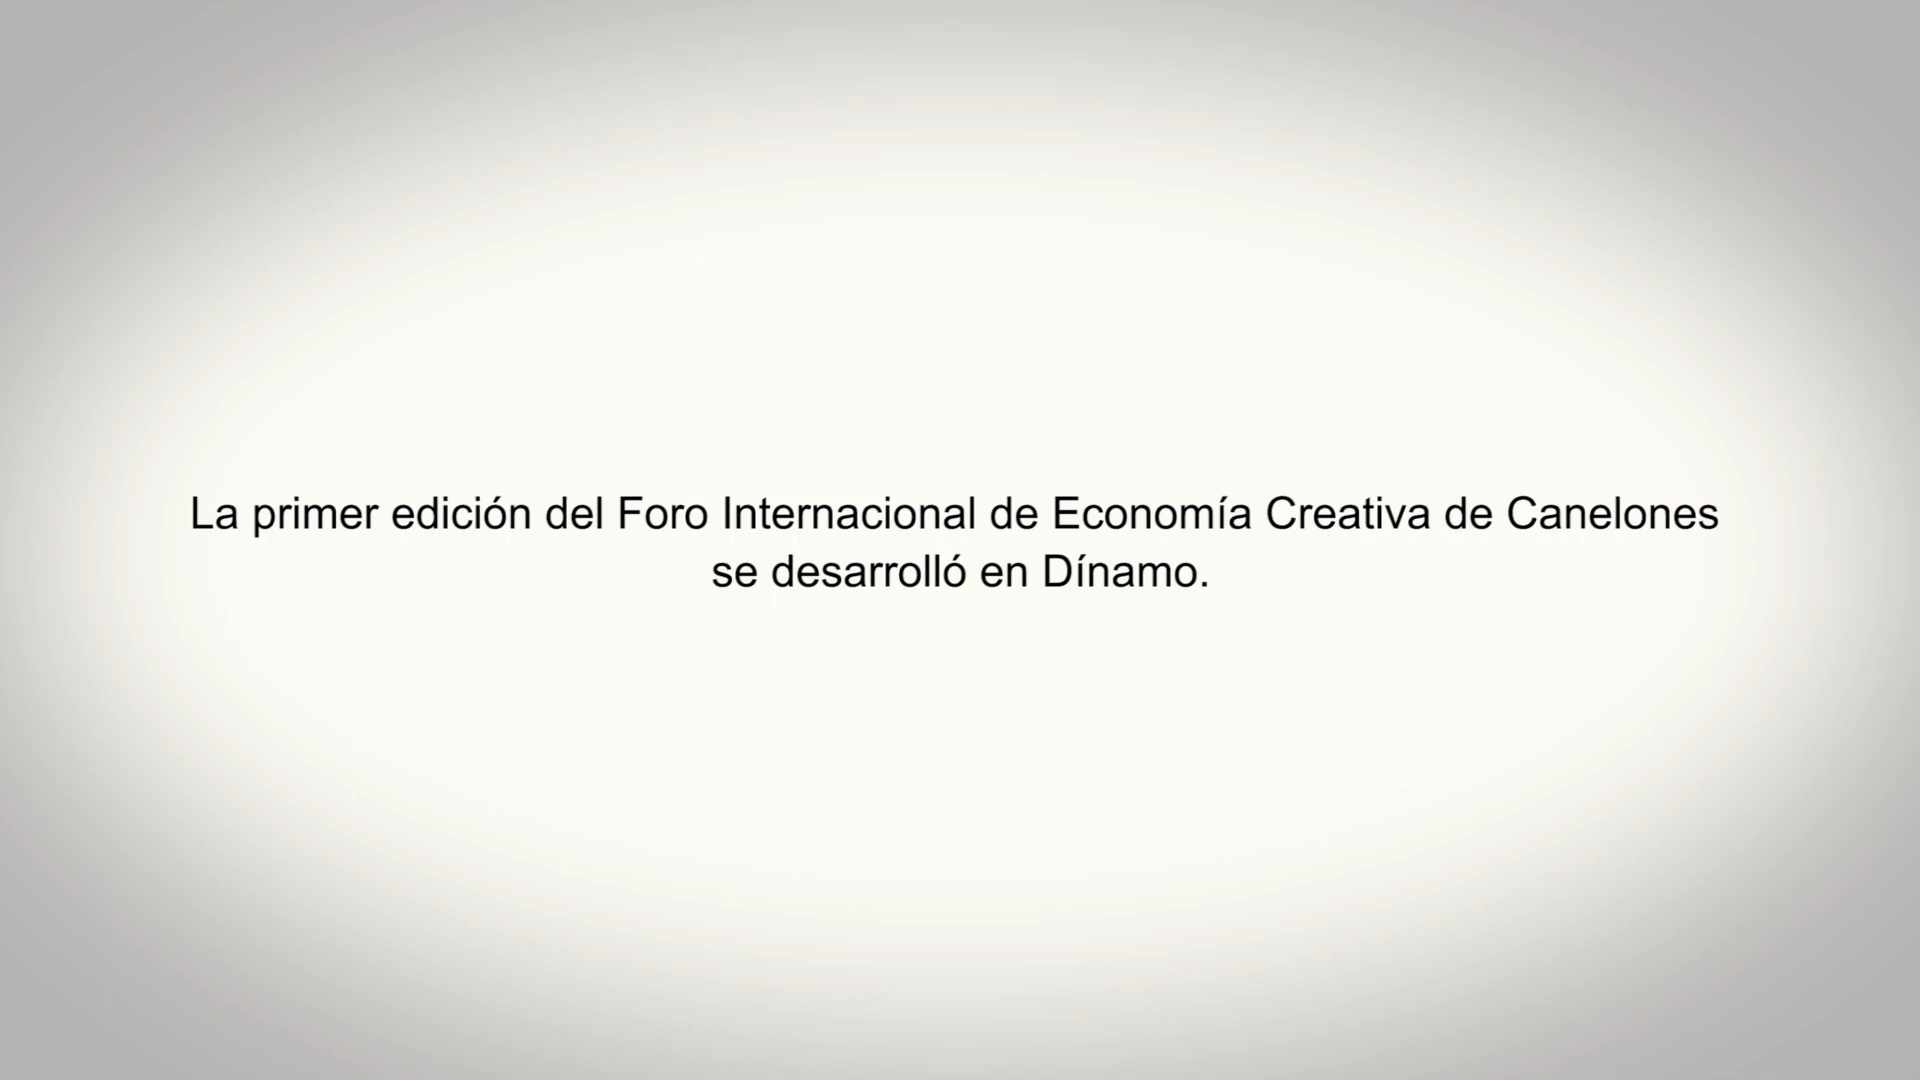 La primer edición del Foro Internacional de Economía Creativa de Canelones
se desarrolló en Dínamo.